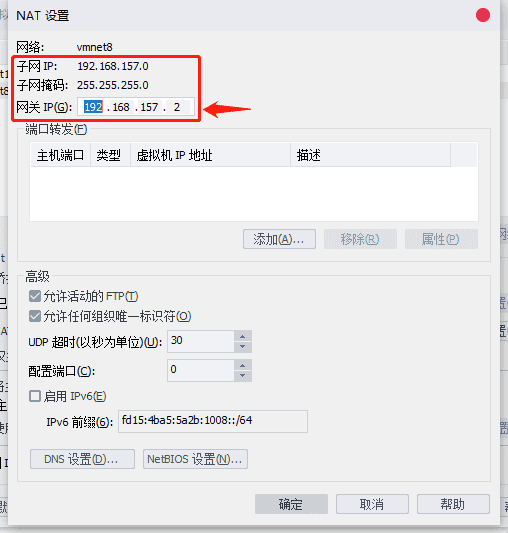 NAT 设置
网络: vmnet8
子网 IP: 192.168.157.0
子网掩码: 255.255.255.0
网关 IP(G): 192 . 168 . 157 . 2
端口转发(F)
主机端口 类型 虚拟机 IP 地址 描述
添加(A)... 移除(R) 属性(P)
高级
允许活动的 FTP(T)
允许任何组织唯一标识符(O)
UDP 超时(以秒为单位)(U): 30
配置端口(C): 0
启用 IPv6(E)
IPv6 前缀(6): fd15:4ba5:5a2b:1008::/64
DNS 设置(D)... NetBIOS 设置(N)...
确定 取消 帮助